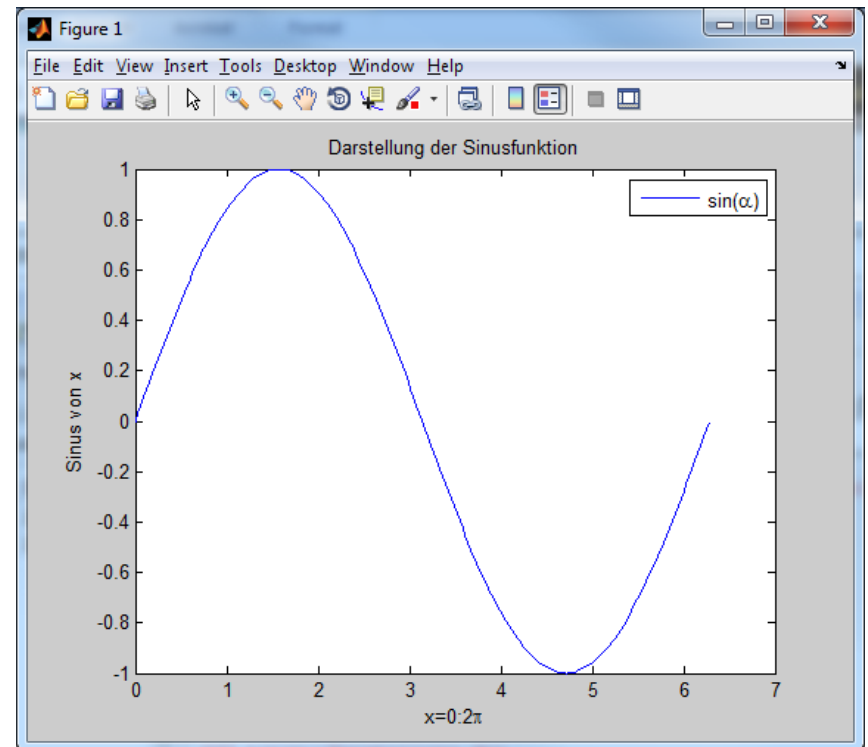 Figure 1
File Edit View Insert Tools Desktop Window Help
Darstellung der Sinusfunktion
sin(α)
1
0.8
0.6
0.4
0.2
0
-0.2
-0.4
-0.6
-0.8
-1
Sinus von x
0 1 2 3 4 5 6 7
x=0:2π